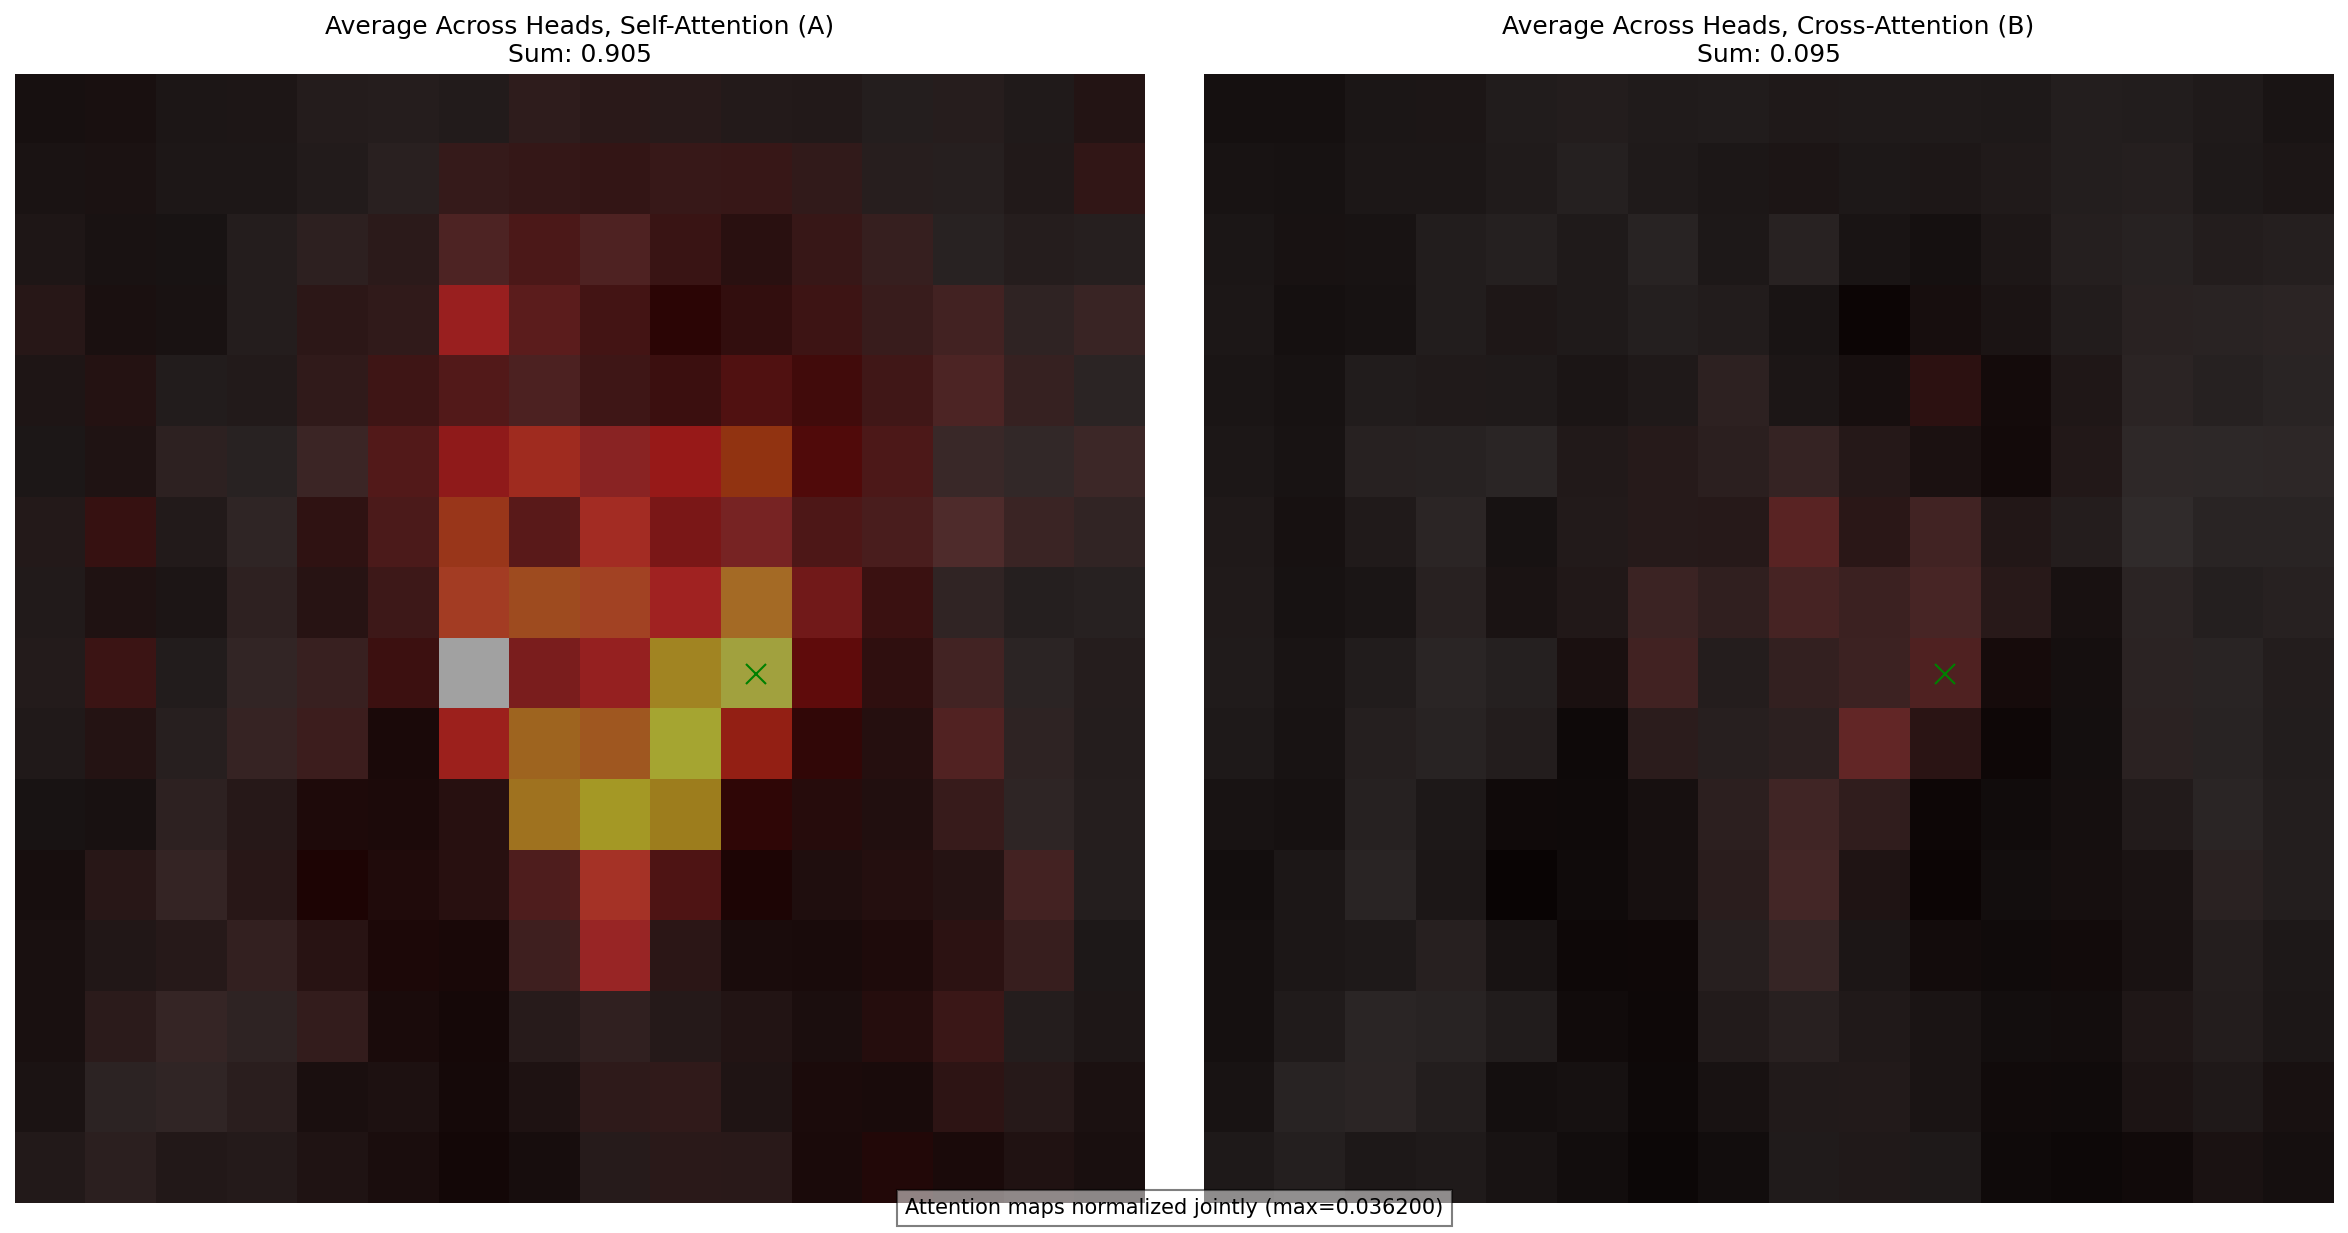 Average Across Heads, Self-Attention (A)
Sum: 0.905
Average Across Heads, Cross-Attention (B)
Sum: 0.095
Attention maps normalized jointly (max=0.036200)